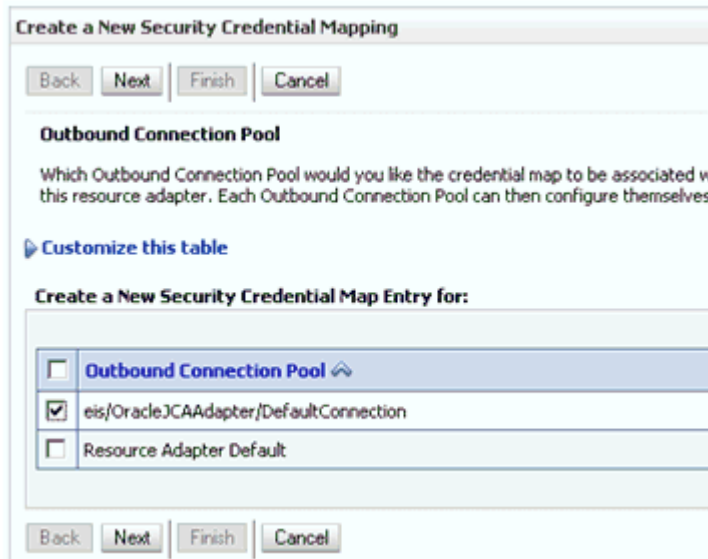 Create a New Security Credential Mapping
Back Next Finish Cancel
Outbound Connection Pool
Which Outbound Connection Pool would you like the credential map to be associated w
this resource adapter. Each Outbound Connection Pool can then configure themselves
Customize this table
Create a New Security Credential Map Entry for:
Outbound Connection Pool
eis/OracleJCAAdapter/DefaultConnection
Resource Adapter Default
Back Next Finish Cancel